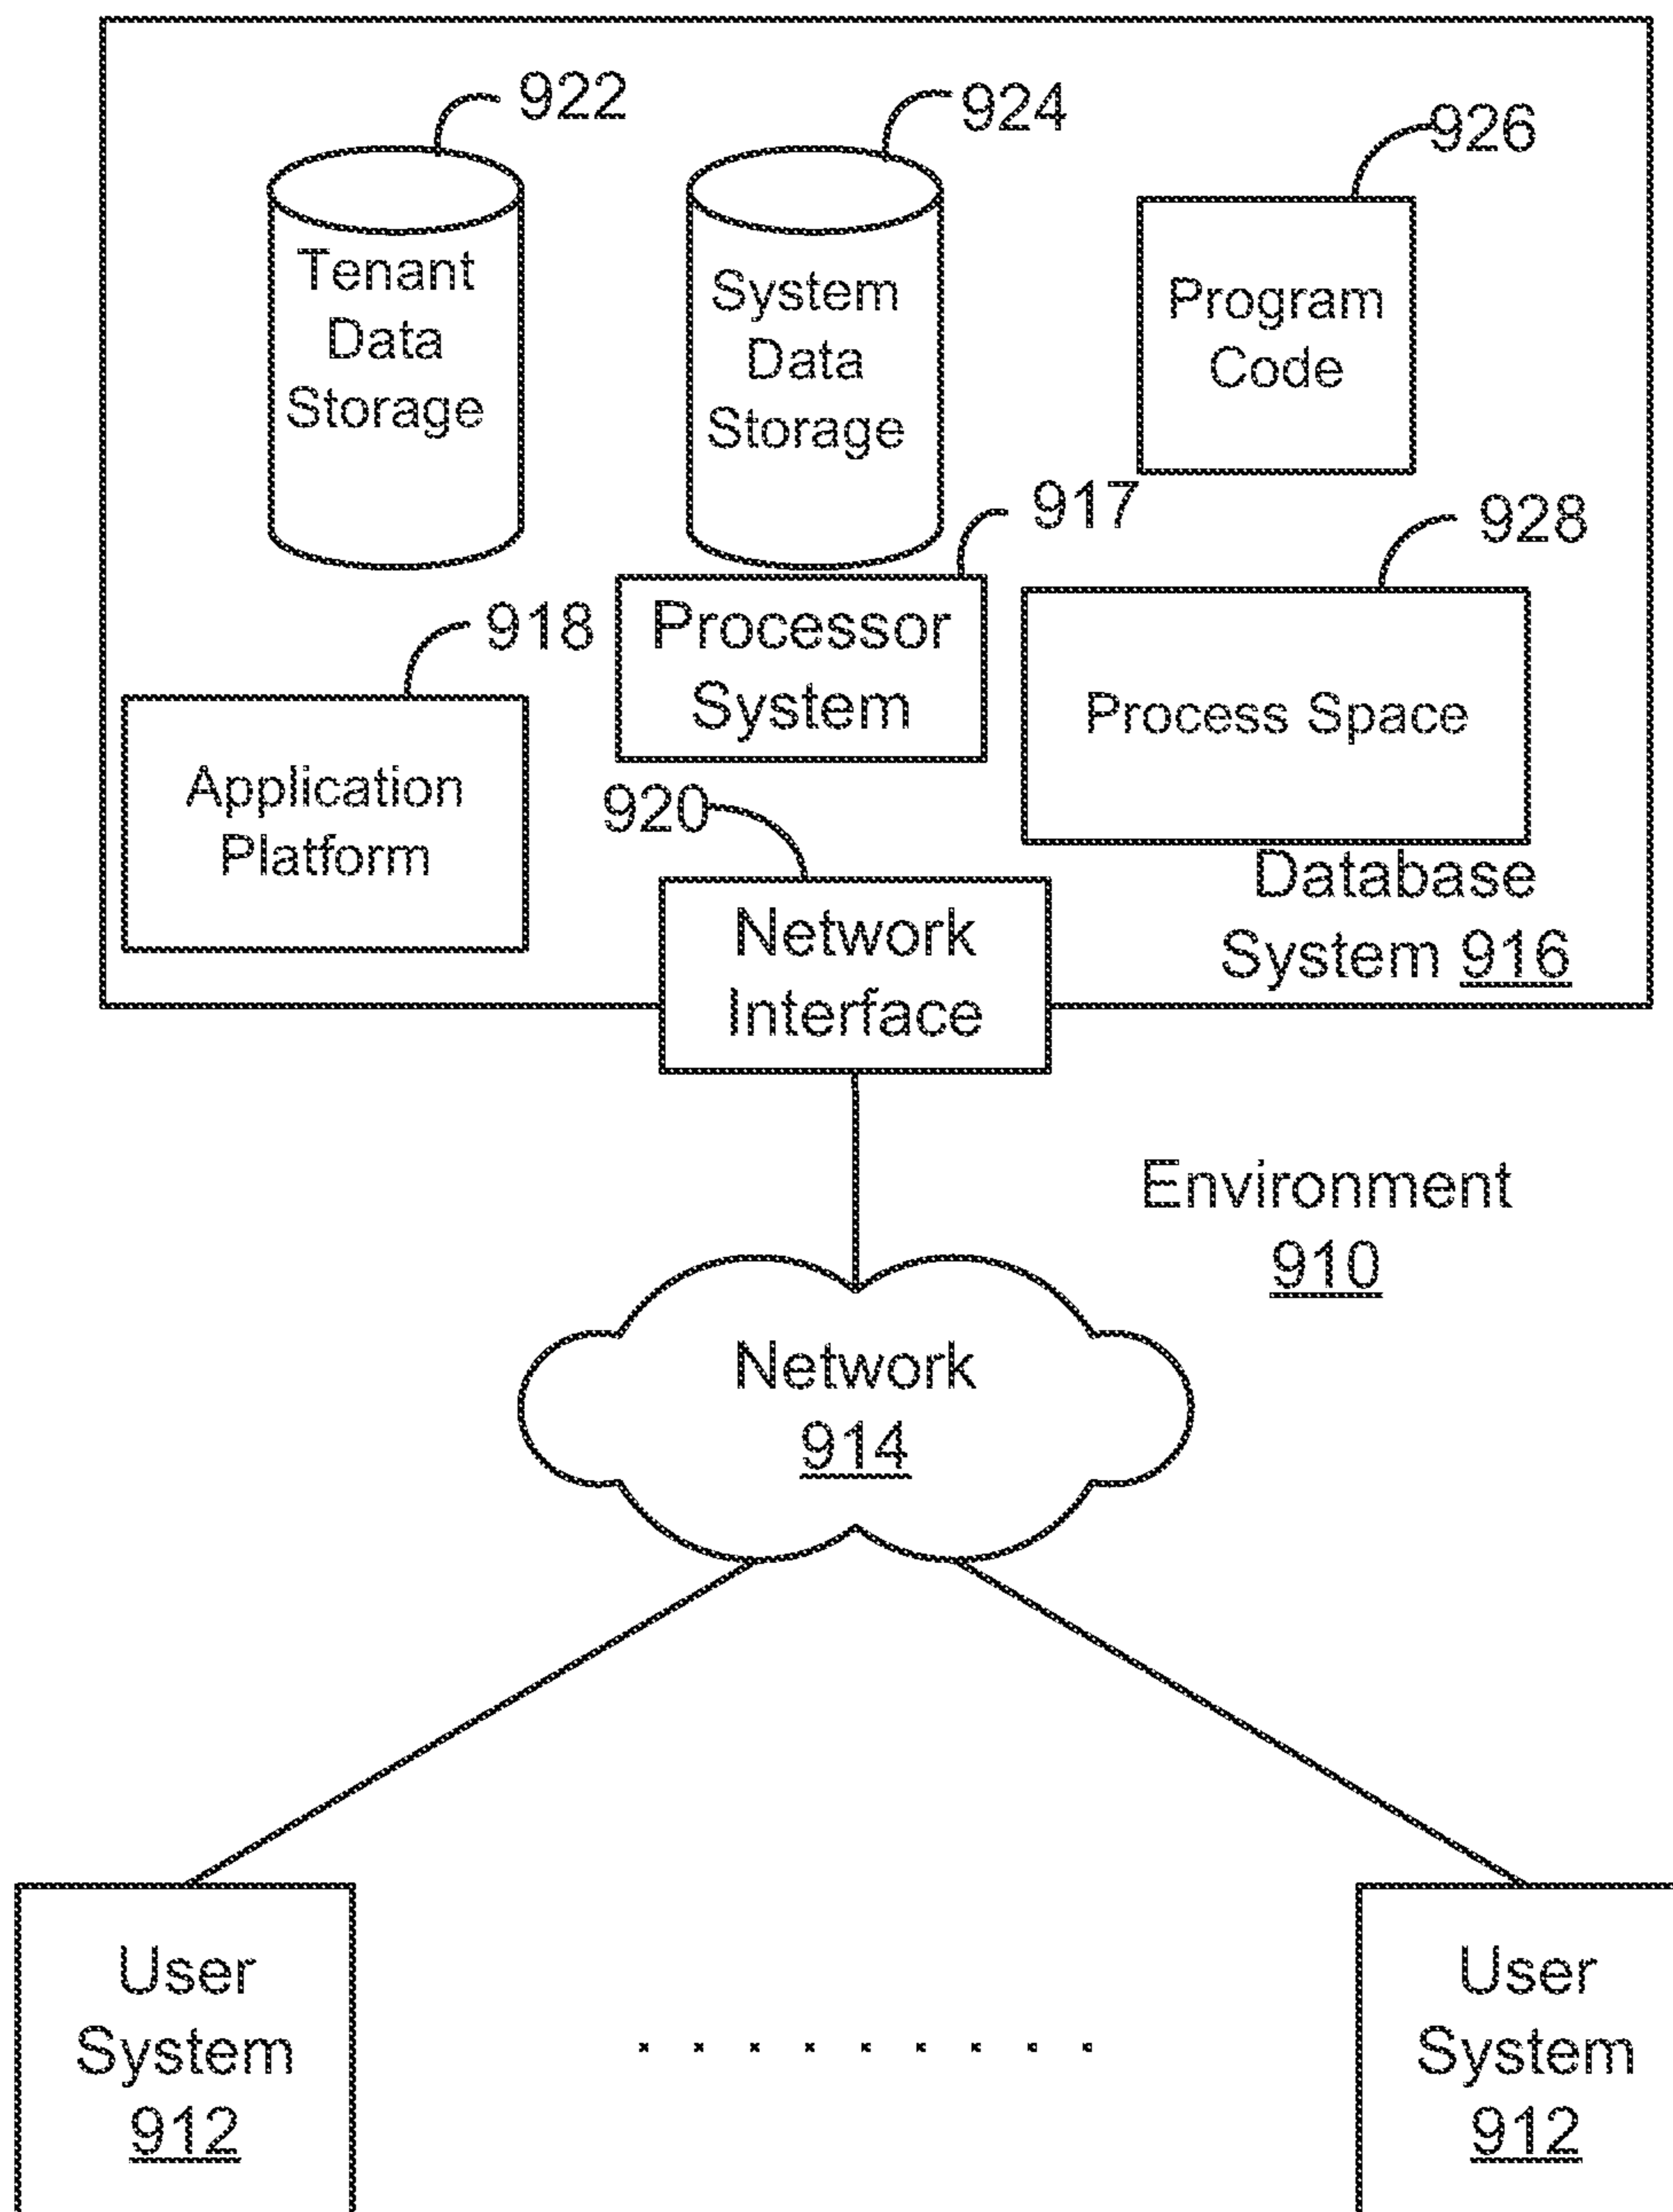 922
924
926
Tenant
Data
Storage
System
Data
Storage
Program
Code
917
928
918
Processor
System
Process Space
Application
Platform
920
Network
Interface
Database
System 916
Environment
910
Network
914
User
System
912
User
System
912